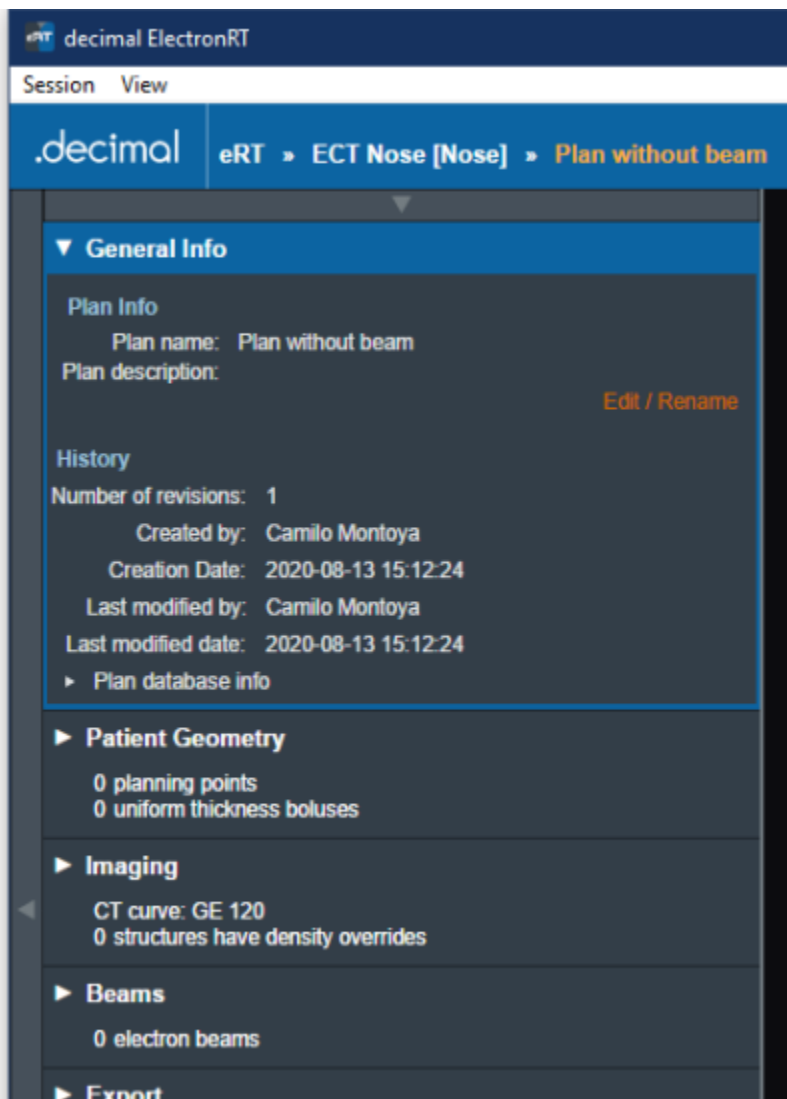 eRT decimal ElectronRT
Session View
.decimal eRT » ECT Nose [Nose] » Plan without beam
▼ General Info
Plan Info
Plan name: Plan without beam
Plan description:
Edit / Rename
History
Number of revisions: 1
Created by: Camilo Montoya
Creation Date: 2020-08-13 15:12:24
Last modified by: Camilo Montoya
Last modified date: 2020-08-13 15:12:24
▸ Plan database info
► Patient Geometry
0 planning points
0 uniform thickness boluses
► Imaging
CT curve: GE 120
0 structures have density overrides
► Beams
0 electron beams
► Export